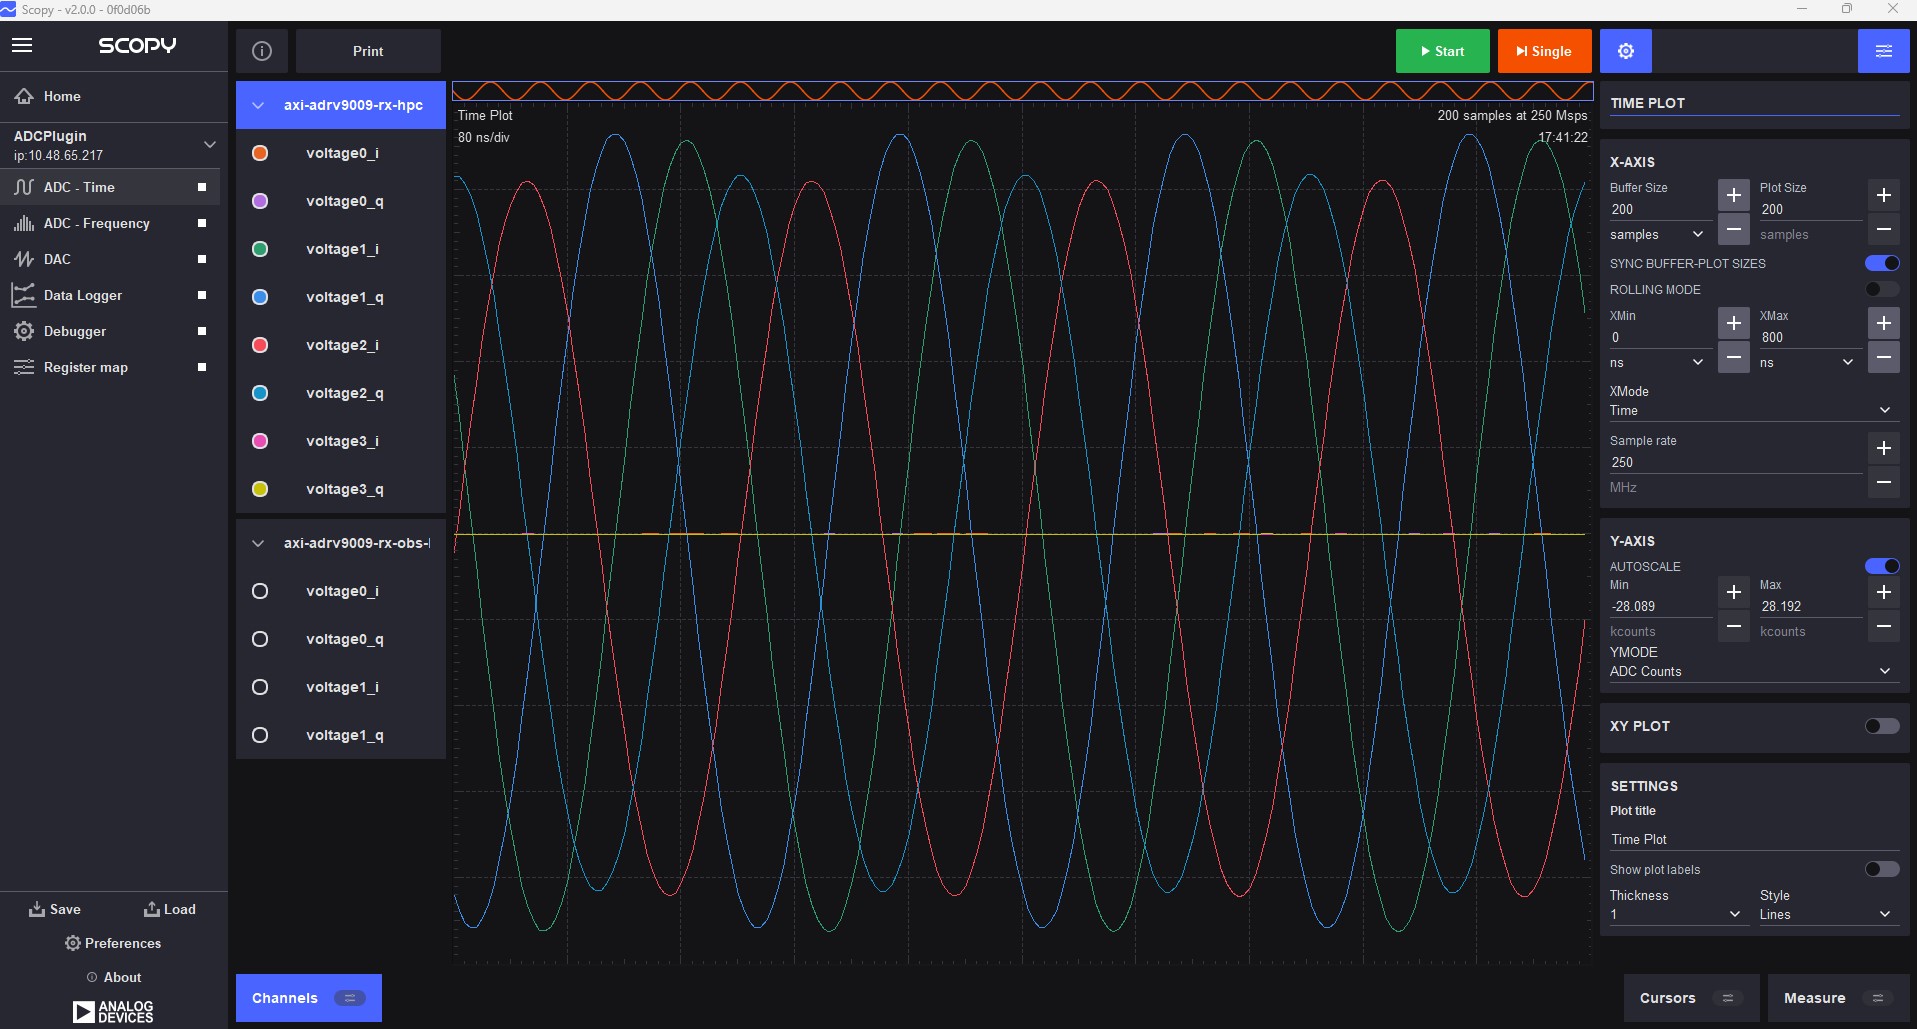 Scopy - v2.0.0 - 0f0d06b
SCOPY
Home
ADCPlugin
ip:10.48.65.217
ADC - Time
ADC - Frequency
DAC
Data Logger
Debugger
Register map
Save
Load
Preferences
About
ANALOG
DEVICES
Print
Start
Single
axi-adrv9009-rx-hpc
voltage0_i
voltage0_q
voltage1_i
voltage1_q
voltage2_i
voltage2_q
voltage3_i
voltage3_q
axi-adrv9009-rx-obs-
voltage0_i
voltage0_q
voltage1_i
voltage1_q
Channels
Time Plot
80 ns/div
200 samples at 250 Msps
17:41:22
TIME PLOT
X-AXIS
Buffer Size
Plot Size
200
200
samples
samples
SYNC BUFFER-PLOT SIZES
ROLLING MODE
XMin
XMax
0
800
ns
ns
XMode
Time
Sample rate
250
MHz
Y-AXIS
AUTOSCALE
Min
Max
-28.089
28.192
kcounts
kcounts
YMODE
ADC Counts
XY PLOT
SETTINGS
Plot title
Time Plot
Show plot labels
Thickness
Style
1
Lines
Cursors
Measure